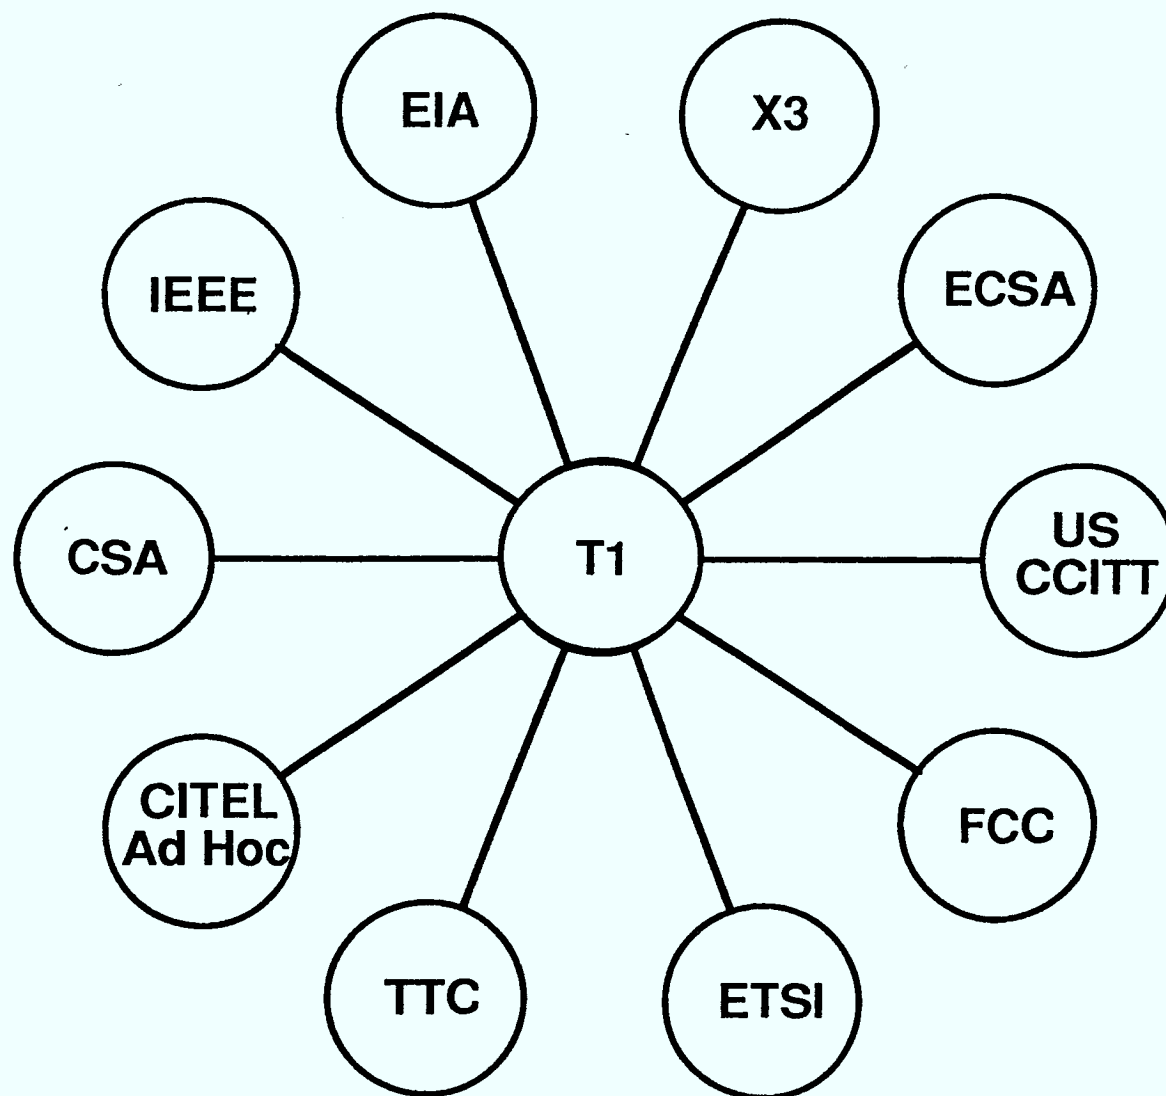 EIA
X3
IEEE
ECSA
CSA
T1
US
CCITT
CITEL
Ad Hoc
FCC
TTC
ETSI